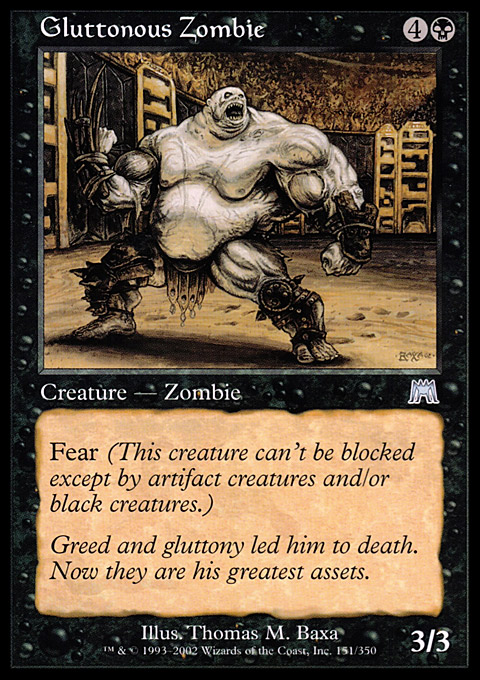 Gluttonous Zombie 4
Creature — Zombie
Fear (This creature can't be blocked
except by artifact creatures and/or
black creatures.)
Greed and gluttony led him to death.
Now they are his greatest assets.
Illus. Thomas M. Baxa
™ & © 1993–2002 Wizards of the Coast, Inc. 151/350
3/3